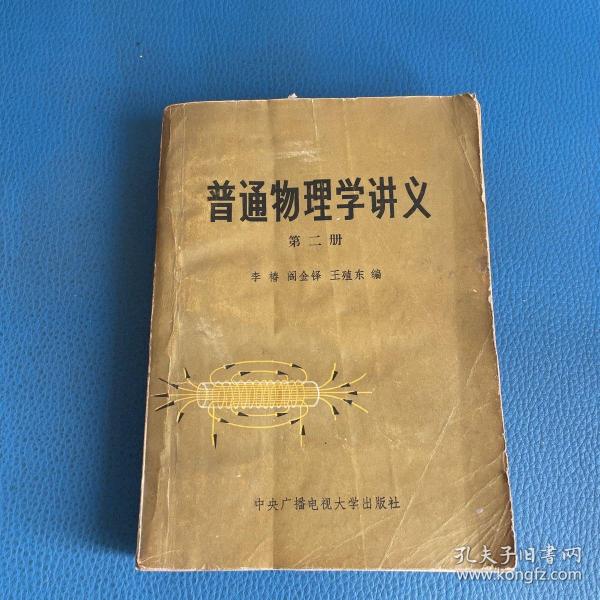 普通物理学讲义
第二册
李椿 阎金铎 王殖东 编
中央广播电视大学出版社
孔夫子旧书网
www.kongfz.com